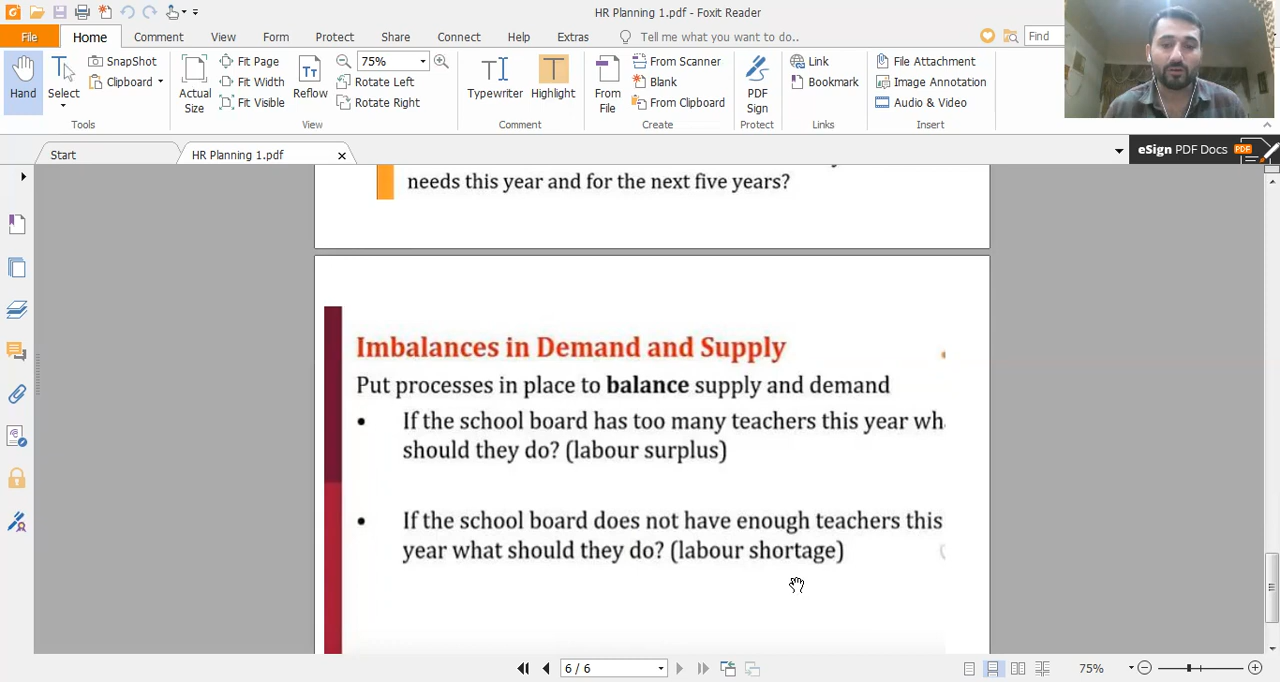 HR Planning 1.pdf - Foxit Reader
File Home Comment View Form Protect Share Connect Help Extras Tell me what you want to do.. Find
Hand
Select
SnapShot
Clipboard
Tools
Actual Size
Fit Page
Fit Width
Fit Visible
Reflow
75%
Rotate Left
Rotate Right
View
Typewriter
Highlight
Comment
From File
From Scanner
Blank
From Clipboard
Create
PDF Sign
Protect
Link
Bookmark
Links
File Attachment
Image Annotation
Audio & Video
Insert
Start
HR Planning 1.pdf
eSign PDF Docs
PDF
needs this year and for the next five years?
Imbalances in Demand and Supply
Put processes in place to balance supply and demand
• If the school board has too many teachers this year wh
should they do? (labour surplus)
• If the school board does not have enough teachers this
year what should they do? (labour shortage)
6 / 6
75%